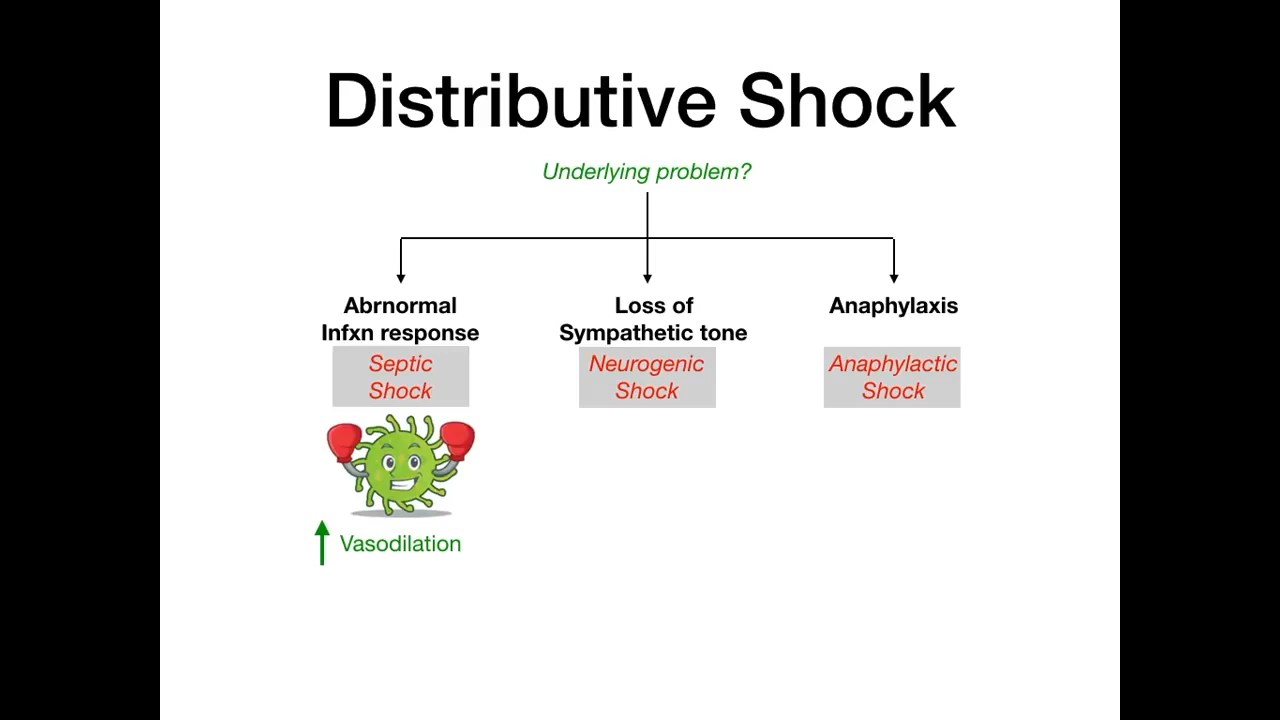 Distributive Shock
Underlying problem?
Abrnormal
Infxn response
Septic
Shock
Loss of
Sympathetic tone
Neurogenic
Shock
Anaphylaxis
Anaphylactic
Shock
Vasodilation